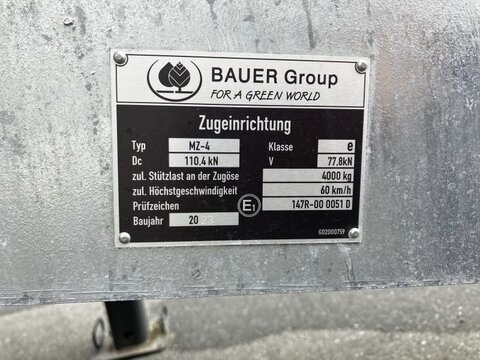 BAUER Group
FOR A GREEN WORLD
Zugeinrichtung
Typ MZ-4 Klasse e
Dc 110.4 kN V 77,8kN
zul. Stützlast an der Zugöse 4000 kg
zul. Höchstgeschwindigkeit 60 km/h
Prüfzeichen E1 147R-00 0051 D
Baujahr 20
G02000759